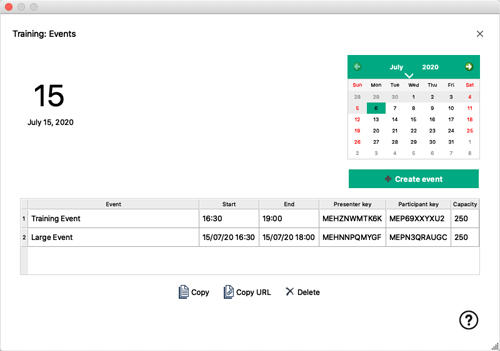 Training: Events
15
July 15, 2020
July 2020
Sun Mon Tue Wed Thu Fri Sat
28 29 30 1 2 3 4
5 6 7 8 9 10 11
12 13 14 15 16 17 18
19 20 21 22 23 24 25
26 27 28 29 30 31 1
2 3 4 5 6 7 8
Create event
Event Start End Presenter key Participant key Capacity
1 Training Event 16:30 19:00 MEHZNWMTK6K MEP69XXYXU2 250
2 Large Event 15/07/20 16:30 15/07/20 18:00 MEHNNPQMYGF MEPN3QRAUGC 250
Copy Copy URL Delete
?